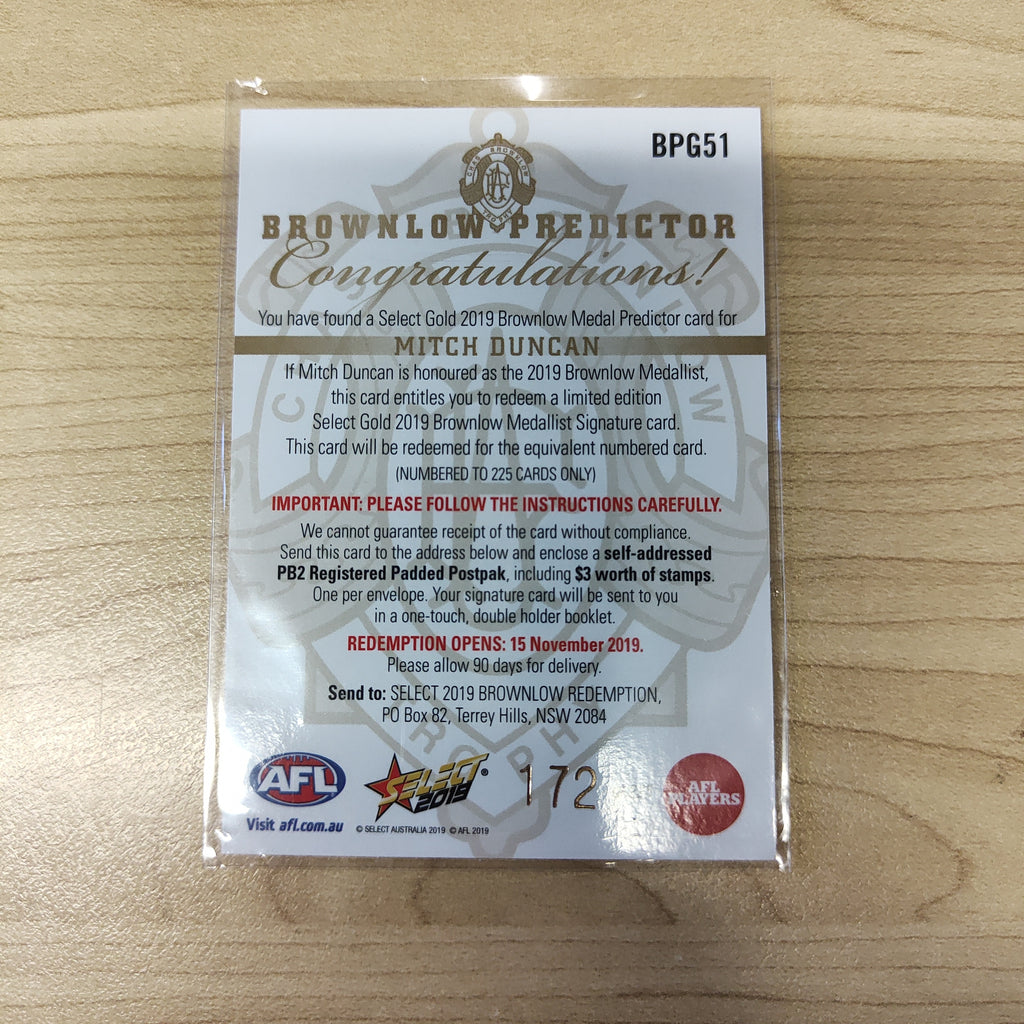 BPG51
CHAS BROWNLOW
TROPHY
BROWNLOW PREDICTOR
Congratulations!
You have found a Select Gold 2019 Brownlow Medal Predictor card for
MITCH DUNCAN
If Mitch Duncan is honoured as the 2019 Brownlow Medallist,
this card entitles you to redeem a limited edition
Select Gold 2019 Brownlow Medallist Signature card.
This card will be redeemed for the equivalent numbered card.
(NUMBERED TO 225 CARDS ONLY)
IMPORTANT: PLEASE FOLLOW THE INSTRUCTIONS CAREFULLY.
We cannot guarantee receipt of the card without compliance.
Send this card to the address below and enclose a self-addressed
PB2 Registered Padded Postpak, including $3 worth of stamps.
One per envelope. Your signature card will be sent to you
in a one-touch, double holder booklet.
REDEMPTION OPENS: 15 November 2019.
Please allow 90 days for delivery.
Send to: SELECT 2019 BROWNLOW REDEMPTION,
PO Box 82, Terrey Hills, NSW 2084
AFL
Visit afl.com.au
SELECT®
2019
© SELECT AUSTRALIA 2019 © AFL 2019
172
AFL
PLAYERS